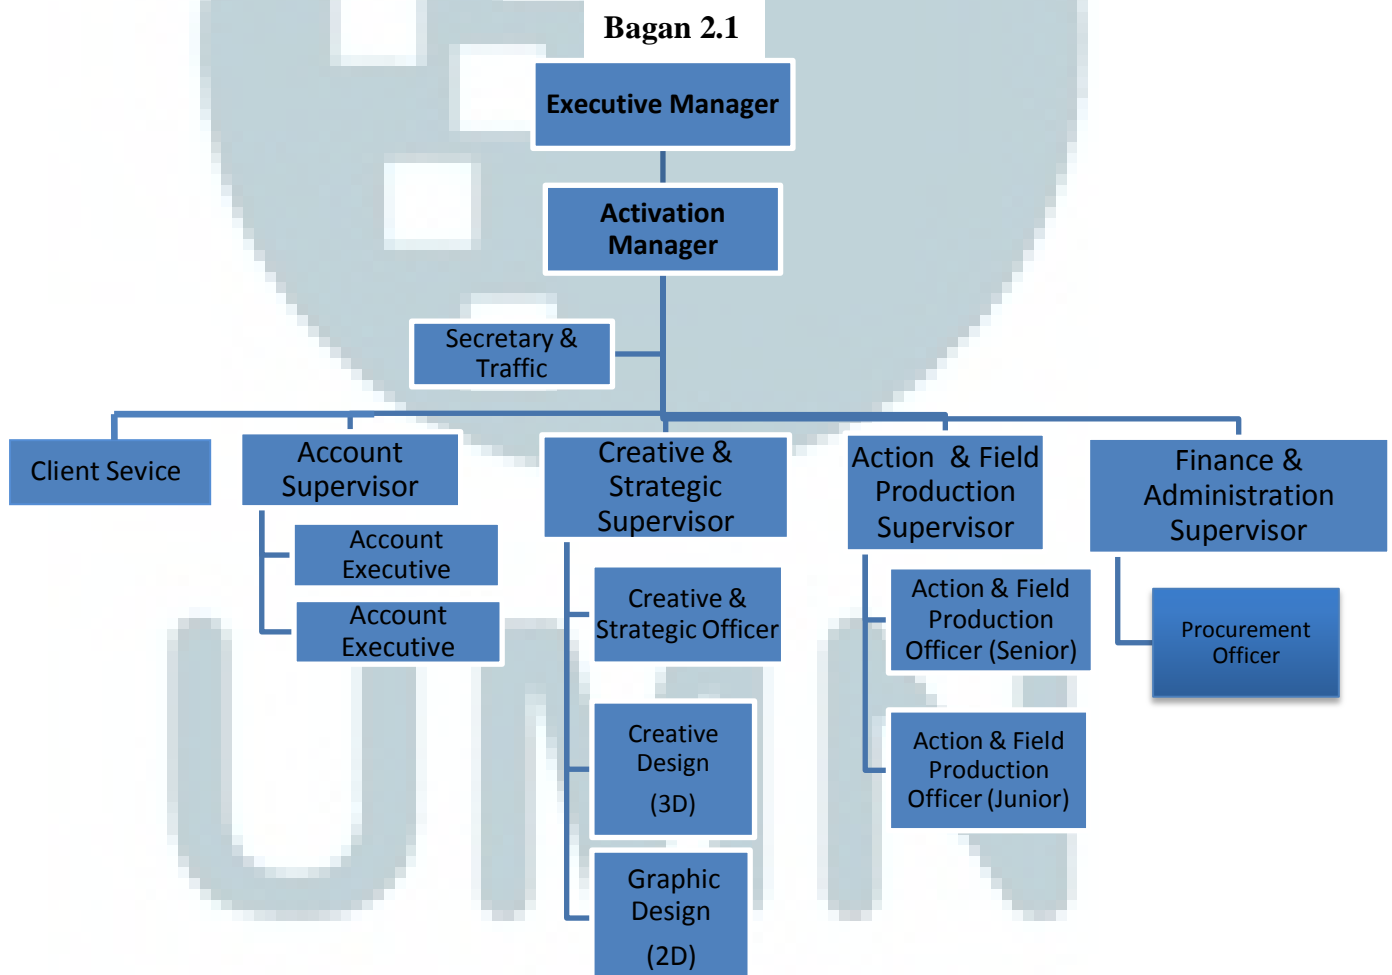 Bagan 2.1
Executive Manager
Activation
Manager
Secretary &
Traffic
Client Sevice
Account
Supervisor
Account
Executive
Account
Executive
Creative &
Strategic
Supervisor
Creative &
Strategic Officer
Creative
Design
(3D)
Graphic
Design
(2D)
Action & Field
Production
Supervisor
Action & Field
Production
Officer (Senior)
Action & Field
Production
Officer (Junior)
Finance &
Administration
Supervisor
Procurement
Officer
UMN